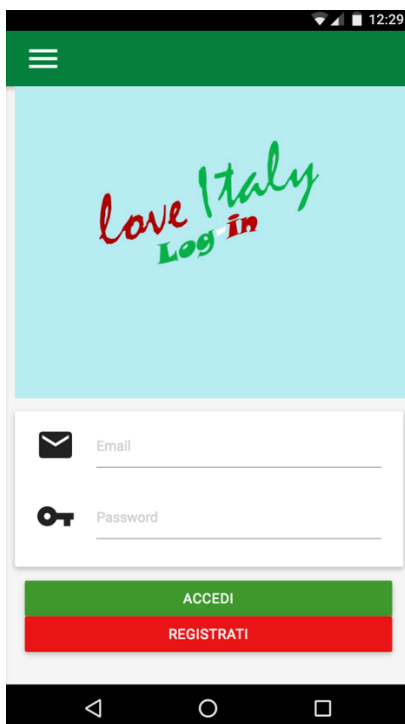 12:29
love Italy
Log-in
Email
Password
ACCEDI
REGISTRATI